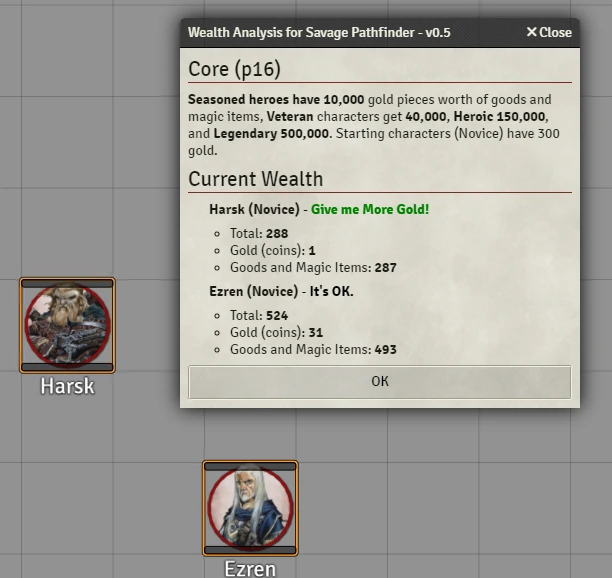 Wealth Analysis for Savage Pathfinder - v0.5
✕ Close
Core (p16)
Seasoned heroes have 10,000 gold pieces worth of goods and
magic items, Veteran characters get 40,000, Heroic 150,000,
and Legendary 500,000. Starting characters (Novice) have 300
gold.
Current Wealth
Harsk (Novice) - Give me More Gold!
Total: 288
Gold (coins): 1
Goods and Magic Items: 287
Ezren (Novice) - It's OK.
Total: 524
Gold (coins): 31
Goods and Magic Items: 493
OK
Harsk
Ezren